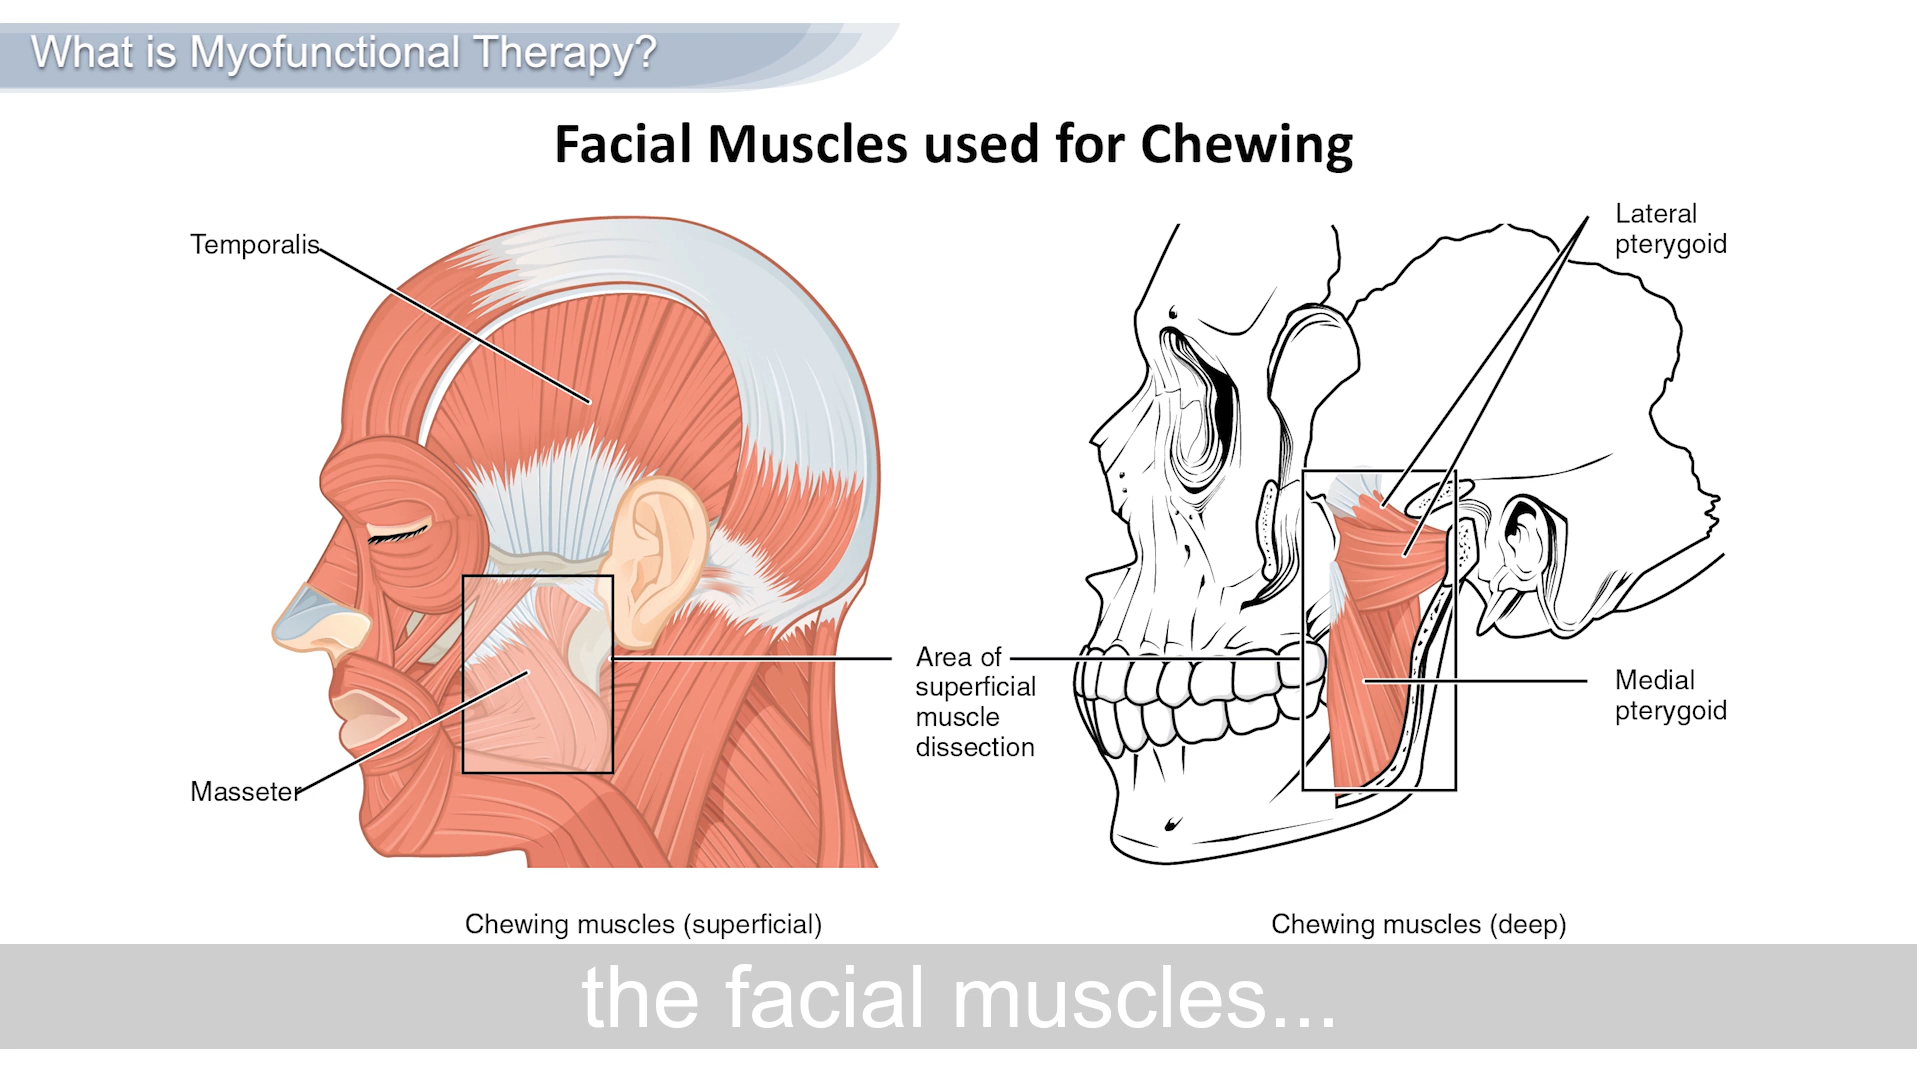 What is Myofunctional Therapy?
Facial Muscles used for Chewing
Temporalis
Masseter
Area of
superficial
muscle
dissection
Lateral
pterygoid
Medial
pterygoid
Chewing muscles (superficial)
Chewing muscles (deep)
the facial muscles...